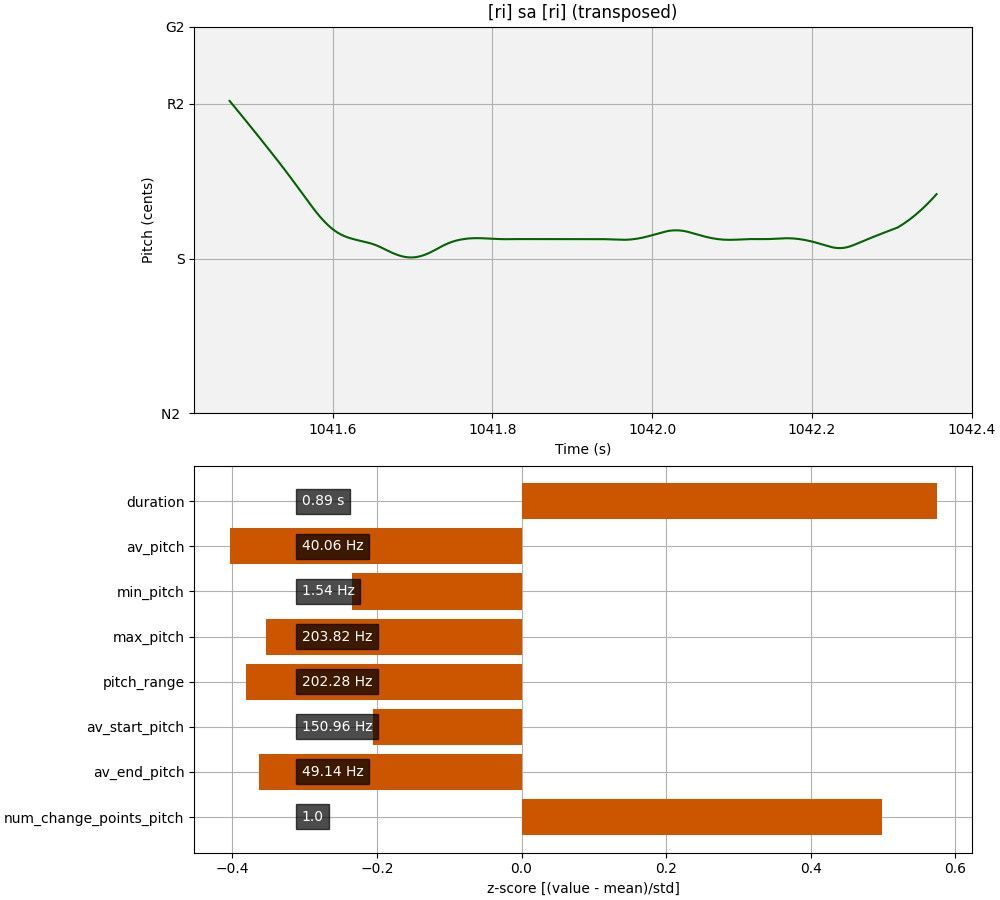 [ri] sa [ri] (transposed)
G2
R2
S
N2
Pitch (cents)
1041.6 1041.8 1042.0 1042.2 1042.4
Time (s)
duration 0.89 s
av_pitch 40.06 Hz
min_pitch 1.54 Hz
max_pitch 203.82 Hz
pitch_range 202.28 Hz
av_start_pitch 150.96 Hz
av_end_pitch 49.14 Hz
num_change_points_pitch 1.0
−0.4 −0.2 0.0 0.2 0.4 0.6
z-score [(value - mean)/std]